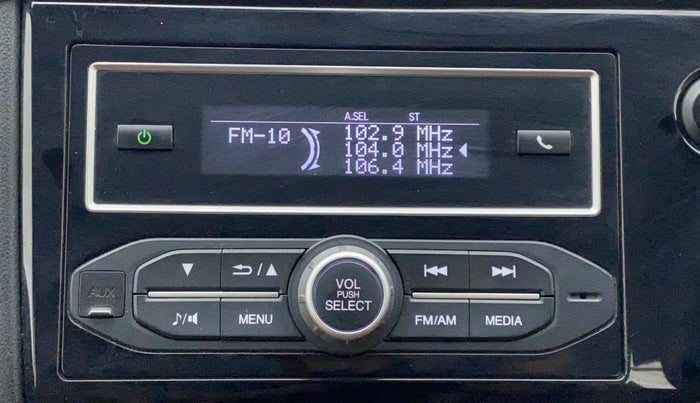 A.SEL ST
FM-10
102.9 MHz
104.0 MHz
106.4 MHz
AUX
VOL
PUSH
SELECT
MENU
FM/AM
MEDIA